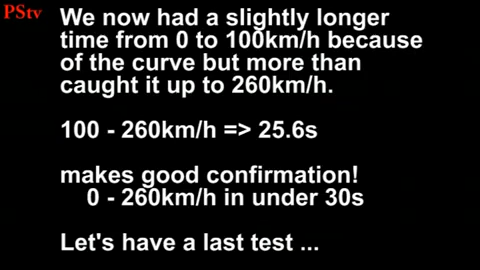 PStv
We now had a slightly longer
time from 0 to 100km/h because
of the curve but more than
caught it up to 260km/h.
100 - 260km/h => 25.6s
makes good confirmation!
0 - 260km/h in under 30s
Let's have a last test ...